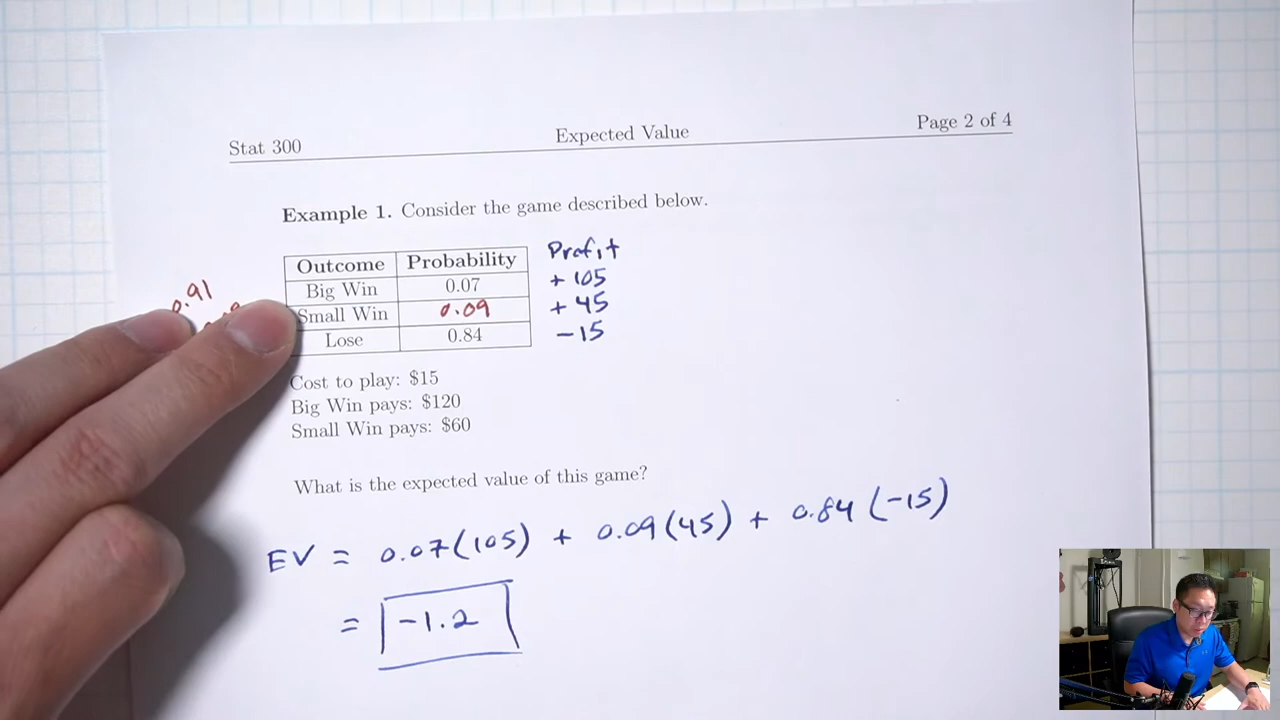 Stat 300 Expected Value Page 2 of 4
Example 1. Consider the game described below.
Outcome Probability Profit
Big Win 0.07 + 105
0.91
Small Win 0.09 + 45
Lose 0.84 -15
Cost to play: $15
Big Win pays: $120
Small Win pays: $60
What is the expected value of this game?
EV = 0.07(105) + 0.09(45) + 0.84(-15)
= -1.2